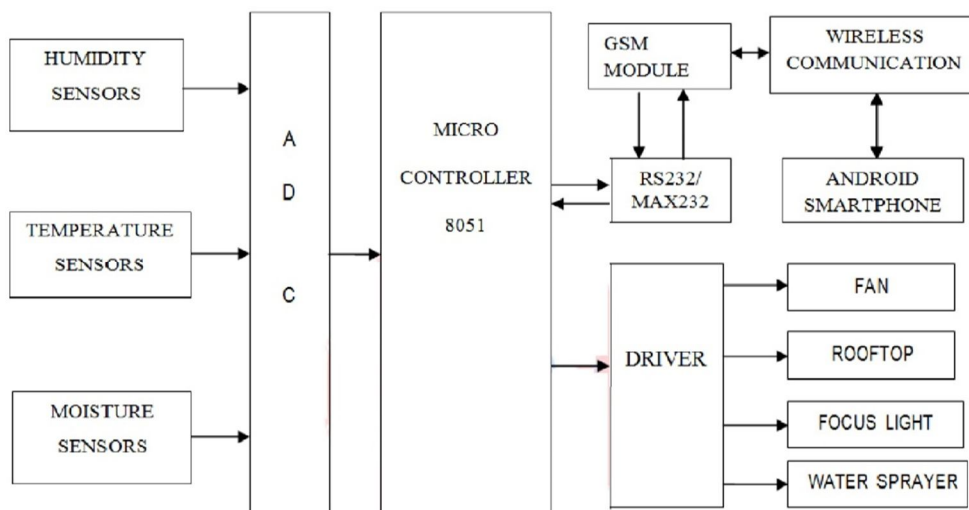 HUMIDITY
SENSORS
TEMPERATURE
SENSORS
MOISTURE
SENSORS
A
D
C
MICRO
CONTROLLER
8051
GSM
MODULE
WIRELESS
COMMUNICATION
RS232/
MAX232
ANDROID
SMARTPHONE
DRIVER
FAN
ROOFTOP
FOCUS LIGHT
WATER SPRAYER